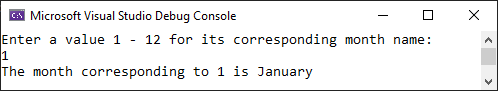 Microsoft Visual Studio Debug Console
Enter a value 1 - 12 for its corresponding month name:
1
The month corresponding to 1 is January